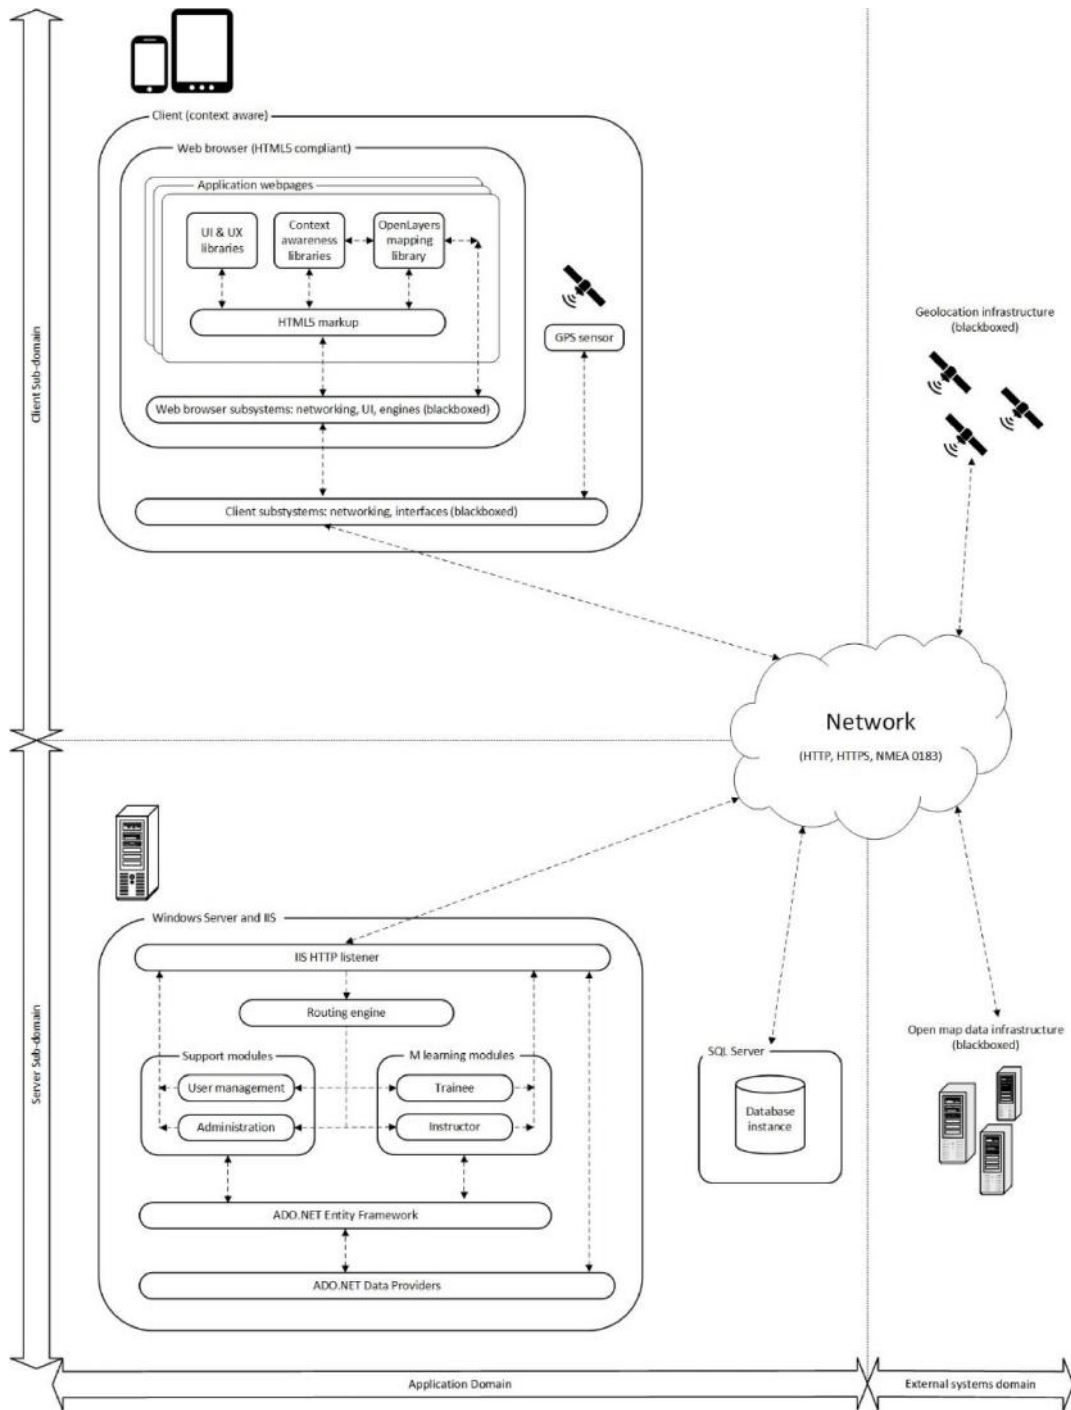 Client (context aware)
Web browser (HTML5 compliant)
Application webpages
UI & UX
libraries
Context
awareness
libraries
OpenLayers
mapping
library
HTML5 markup
GPS sensor
Web browser subsystems: networking, UI, engines (blackboxed)
Client substystems: networking, interfaces (blackboxed)
Geolocation infrastructure
(blackboxed)
Client Sub-domain
Network
(HTTP, HTTPS, NMEA 0183)
Windows Server and IIS
IIS HTTP listener
Routing engine
Support modules
User management
Administration
M learning modules
Trainee
Instructor
ADO.NET Entity Framework
ADO.NET Data Providers
SQL Server
Database
instance
Open map data infrastructure
(blackboxed)
Server Sub-domain
Application Domain
External systems domain